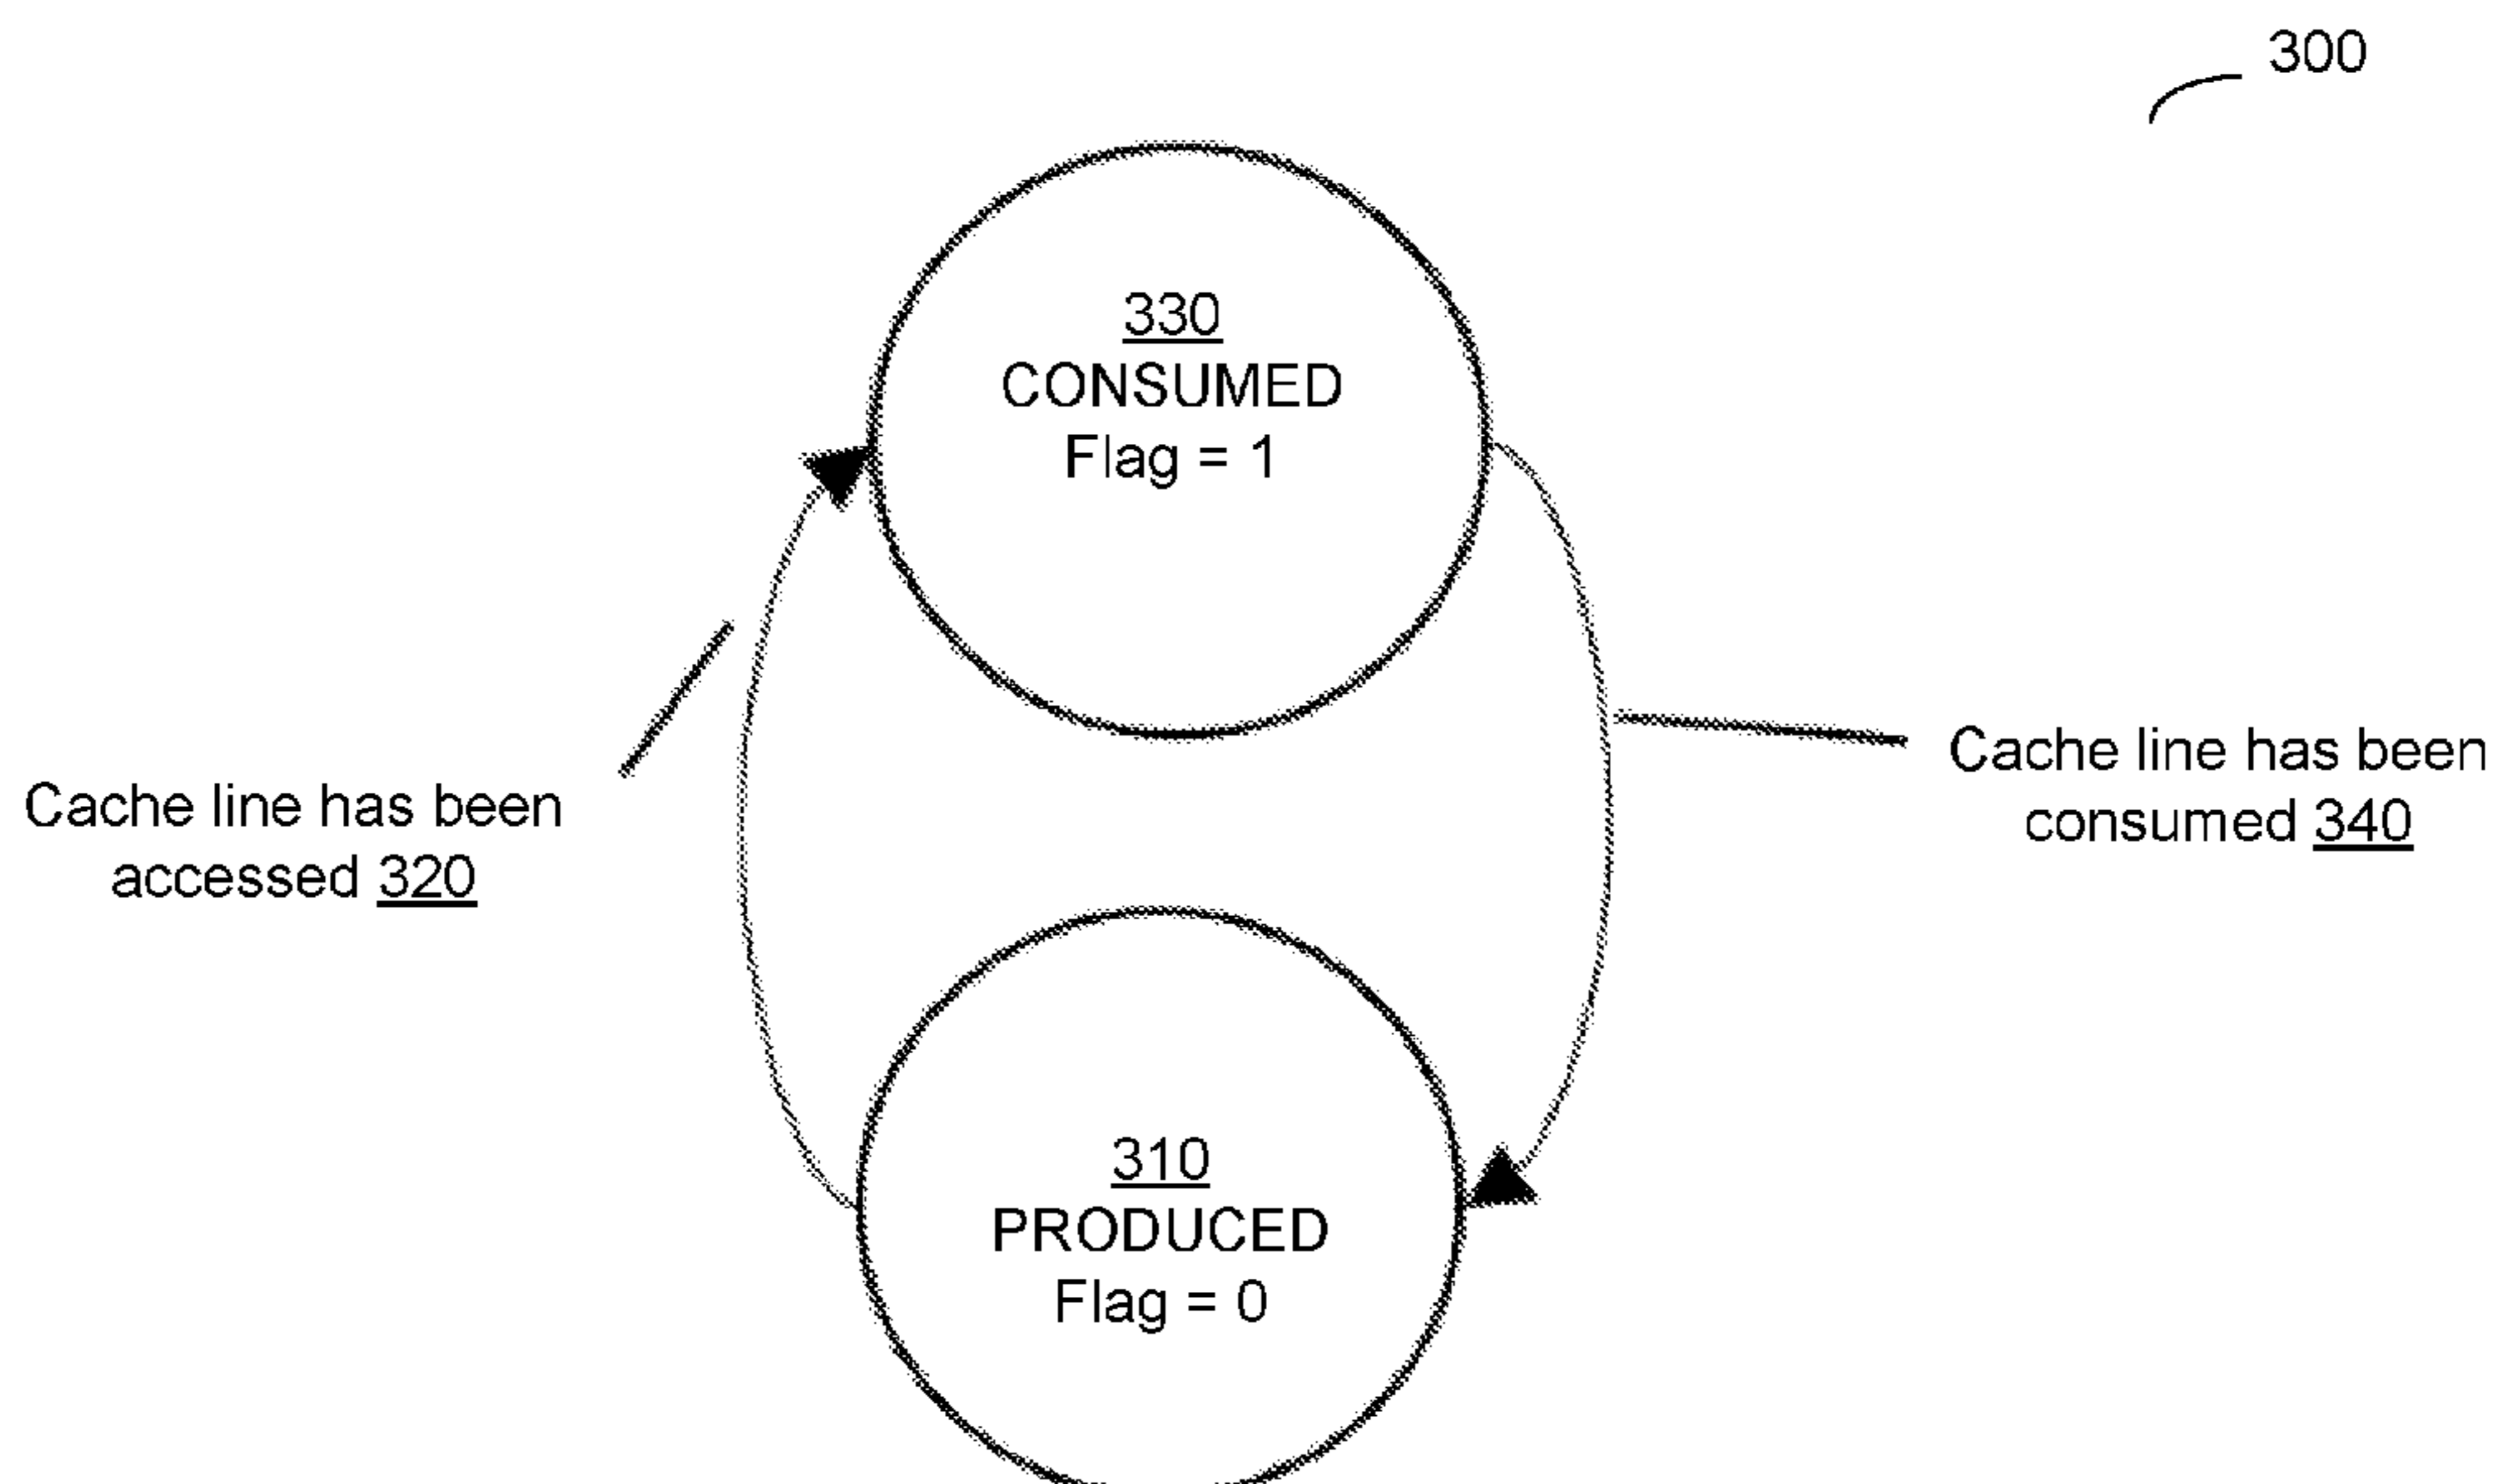 300
330
CONSUMED
Flag = 1
Cache line has been
consumed 340
Cache line has been
accessed 320
310
PRODUCED
Flag = 0